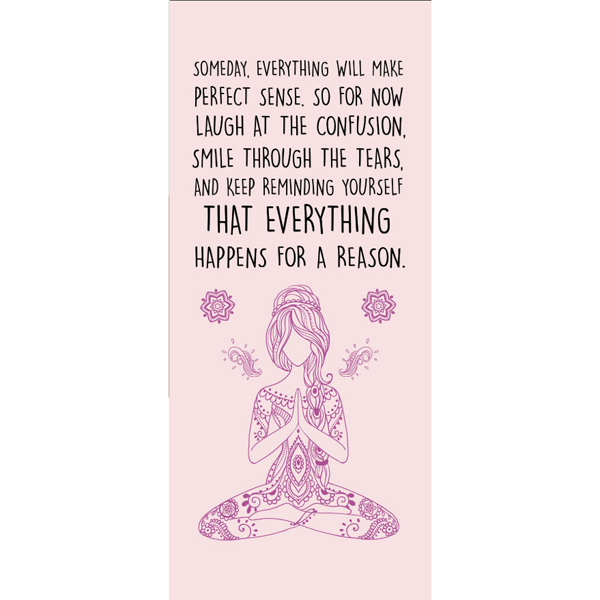 SOMEDAY, EVERYTHING WILL MAKE
PERFECT SENSE. SO FOR NOW
LAUGH AT THE CONFUSION,
SMILE THROUGH THE TEARS,
AND KEEP REMINDING YOURSELF
THAT EVERYTHING
HAPPENS FOR A REASON.